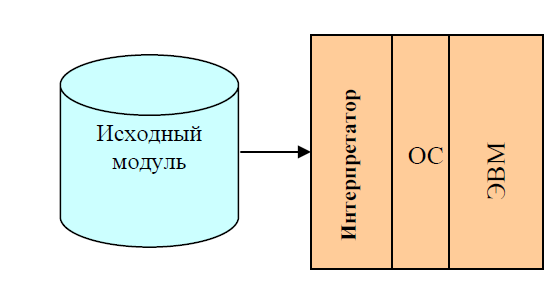 Исходный
модуль
Интерпретатор
ОС
ЭВМ